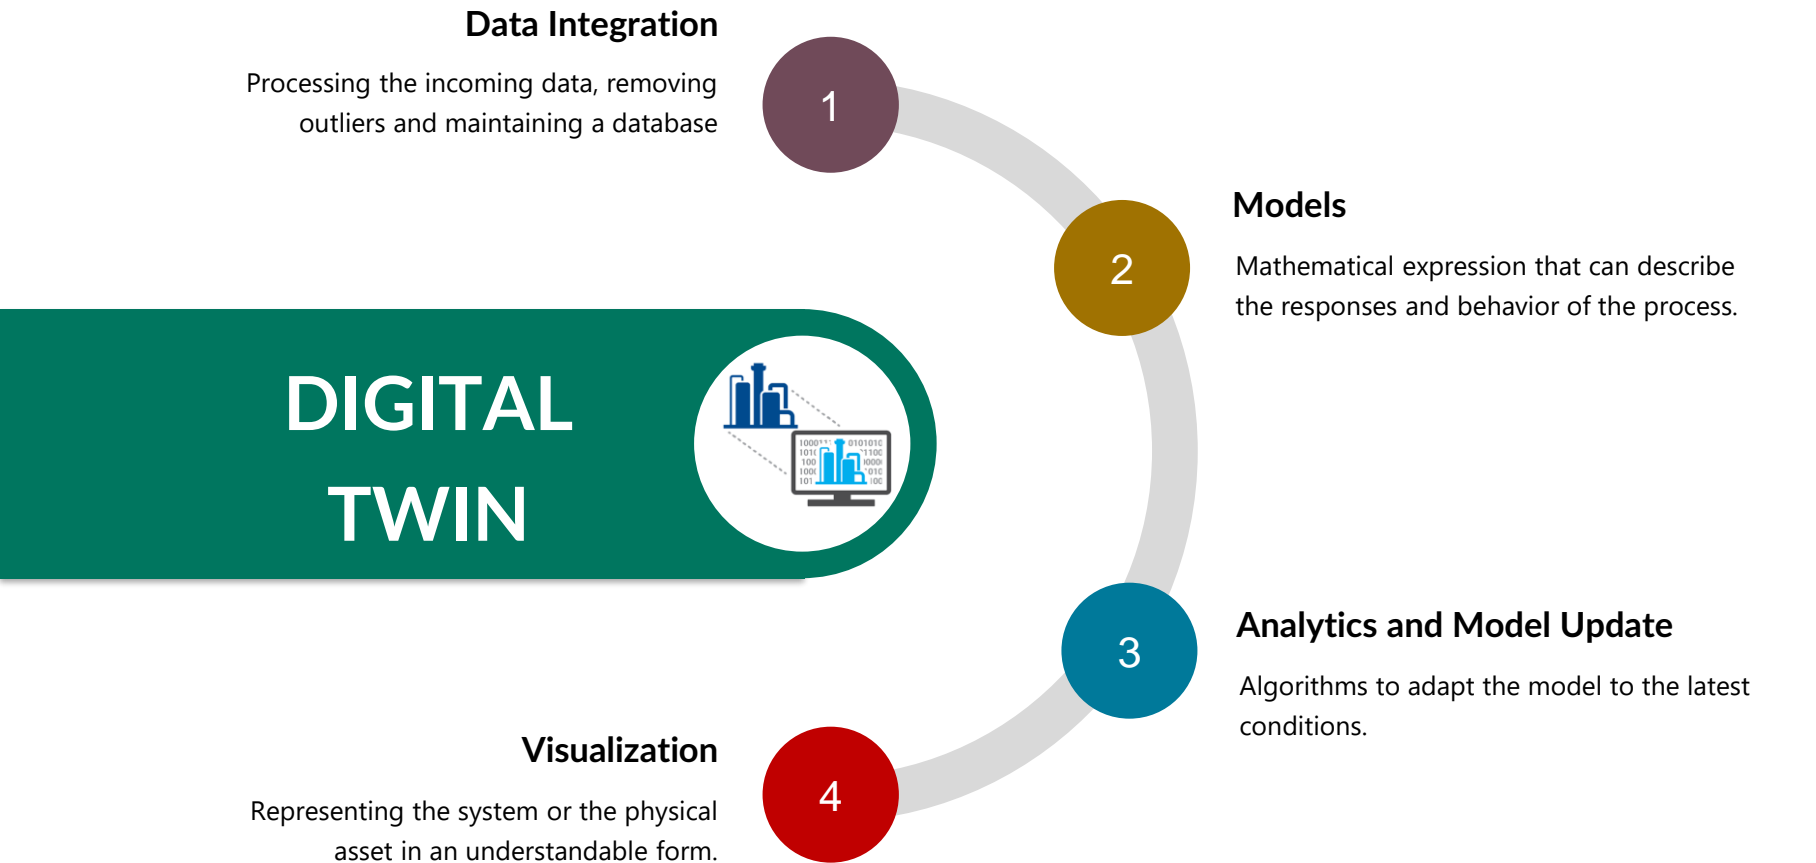 Data Integration
Processing the incoming data, removing
outliers and maintaining a database
1
Models
Mathematical expression that can describe
the responses and behavior of the process.
2
DIGITAL
TWIN
Analytics and Model Update
Algorithms to adapt the model to the latest
conditions.
3
Visualization
Representing the system or the physical
asset in an understandable form.
4